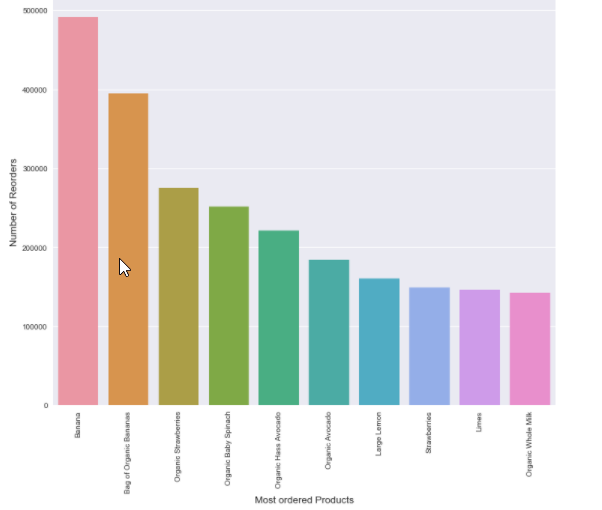 500000
400000
300000
200000
100000
0
Number of Reorders
Banana
Bag of Organic Bananas
Organic Strawberries
Organic Baby Spinach
Organic Hass Avocado
Organic Avocado
Large Lemon
Strawberries
Limes
Organic Whole Milk
Most ordered Products